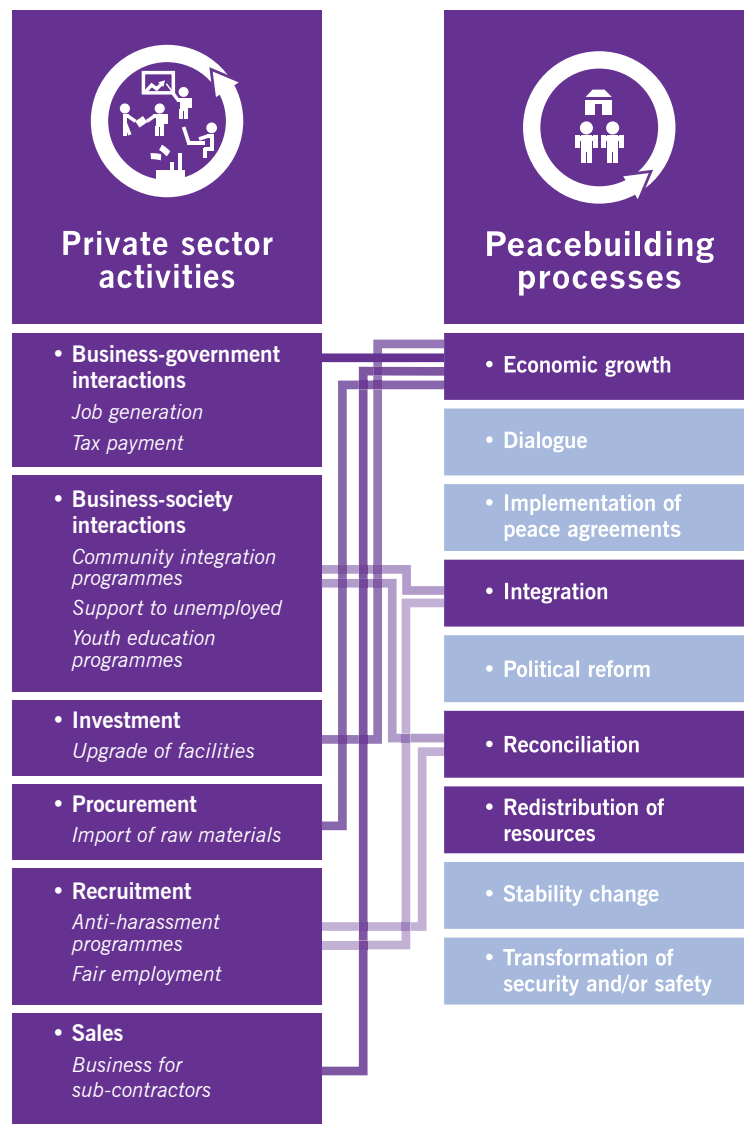 Private sector
activities
• Business-government
interactions
Job generation
Tax payment
• Business-society
interactions
Community integration
programmes
Support to unemployed
Youth education
programmes
• Investment
Upgrade of facilities
• Procurement
Import of raw materials
• Recruitment
Anti-harassment
programmes
Fair employment
• Sales
Business for
sub-contractors
Peacebuilding
processes
• Economic growth
• Dialogue
• Implementation of
peace agreements
• Integration
• Political reform
• Reconciliation
• Redistribution of
resources
• Stability change
• Transformation of
security and/or safety